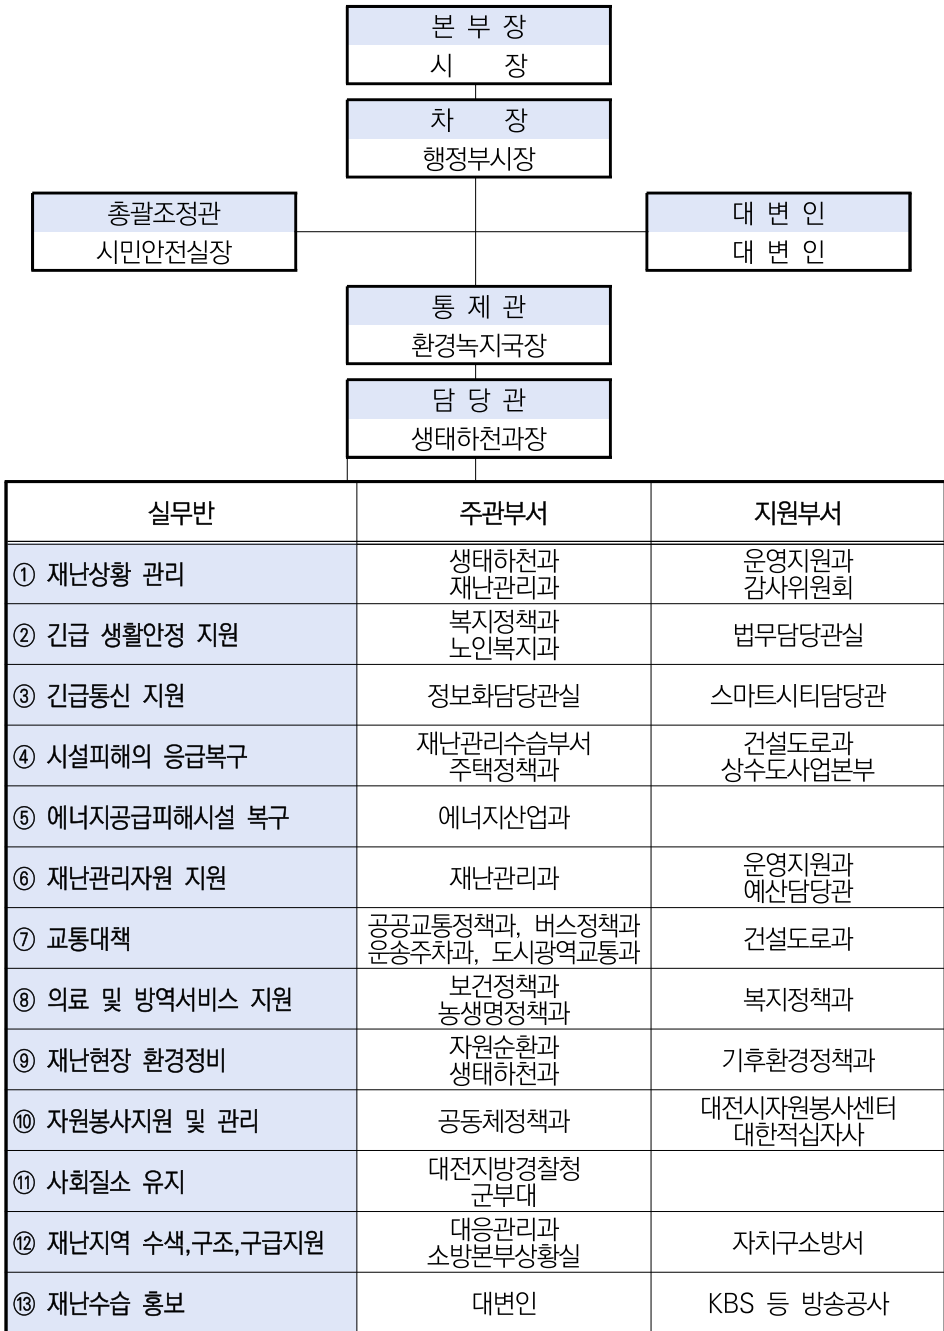 본 부 장
시 장
차 장
행정부시장
총괄조정관
시민안전실장
대 변 인
대 변 인
통 제 관
환경녹지국장
담 당 관
생태하천과장
실무반 주관부서 지원부서
① 재난상황 관리
생태하천과
재난관리과
운영지원과
감사위원회
② 긴급 생활안정 지원
복지정책과
노인복지과
법무담당관실
③ 긴급통신 지원 정보화담당관실 스마트시티담당관
④ 시설피해의 응급복구
재난관리수습부서
주택정책과
건설도로과
상수도사업본부
⑤ 에너지공급피해시설 복구 에너지산업과
⑥ 재난관리자원 지원 재난관리과
운영지원과
예산담당관
⑦ 교통대책
공공교통정책과, 버스정책과
운송주차과, 도시광역교통과
건설도로과
⑧ 의료 및 방역서비스 지원
보건정책과
농생명정책과
복지정책과
⑨ 재난현장 환경정비
자원순환과
생태하천과
기후환경정책과
⑩ 자원봉사지원 및 관리 공동체정책과
대전시자원봉사센터
대한적십자사
⑪ 사회질소 유지
대전지방경찰청
군부대
⑫ 재난지역 수색,구조,구급지원
대응관리과
소방본부상황실
자치구소방서
⑬ 재난수습 홍보 대변인 KBS 등 방송공사